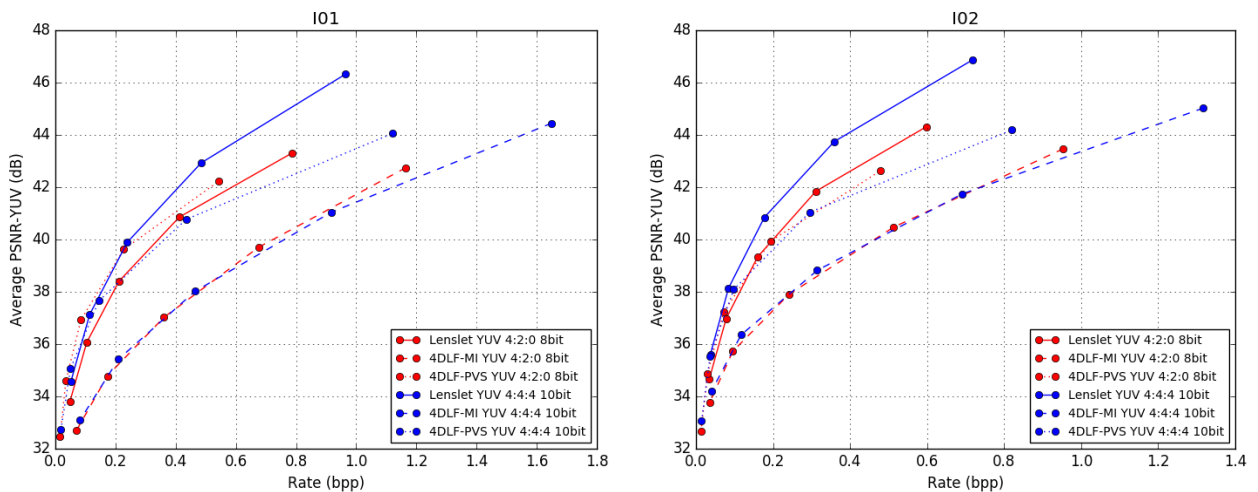 I01
Average PSNR-YUV (dB)
48
46
44
42
40
38
36
34
32
0.0 0.2 0.4 0.6 0.8 1.0 1.2 1.4 1.6 1.8
Rate (bpp)
Lenslet YUV 4:2:0 8bit
4DLF-MI YUV 4:2:0 8bit
4DLF-PVS YUV 4:2:0 8bit
Lenslet YUV 4:4:4 10bit
4DLF-MI YUV 4:4:4 10bit
4DLF-PVS YUV 4:4:4 10bit
I02
Average PSNR-YUV (dB)
48
46
44
42
40
38
36
34
32
0.0 0.2 0.4 0.6 0.8 1.0 1.2 1.4
Rate (bpp)
Lenslet YUV 4:2:0 8bit
4DLF-MI YUV 4:2:0 8bit
4DLF-PVS YUV 4:2:0 8bit
Lenslet YUV 4:4:4 10bit
4DLF-MI YUV 4:4:4 10bit
4DLF-PVS YUV 4:4:4 10bit